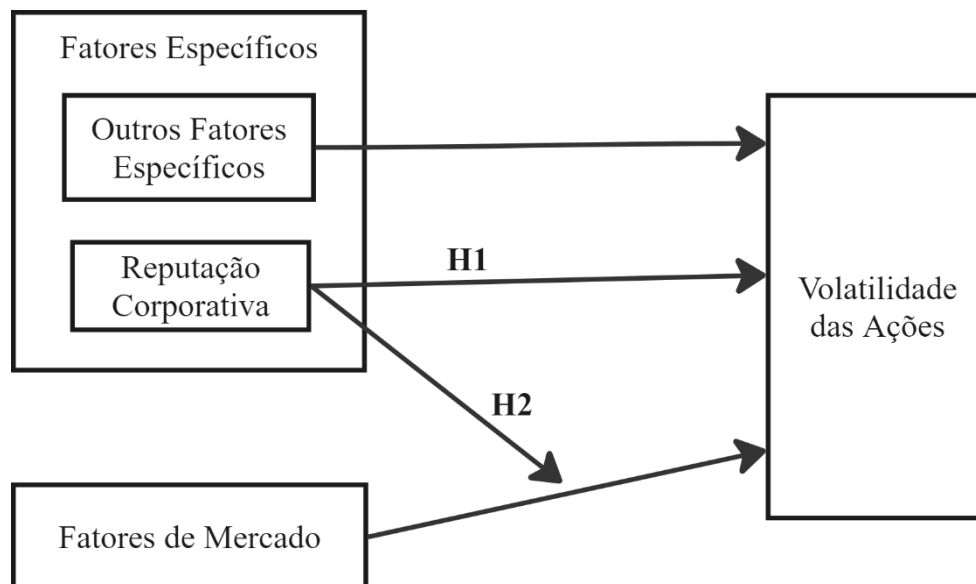 Fatores Específicos
Outros Fatores
Específicos
H1
Reputação
Corporativa
Volatilidade
das Ações
H2
Fatores de Mercado